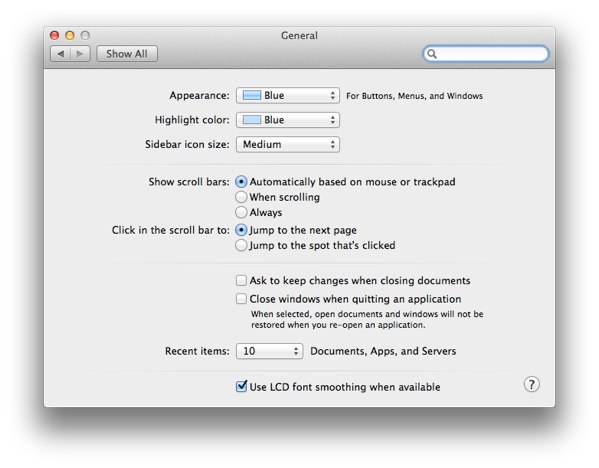 General
Show All
Appearance: Blue For Buttons, Menus, and Windows
Highlight color: Blue
Sidebar icon size: Medium
Show scroll bars: Automatically based on mouse or trackpad
When scrolling
Always
Click in the scroll bar to: Jump to the next page
Jump to the spot that's clicked
Ask to keep changes when closing documents
Close windows when quitting an application
When selected, open documents and windows will not be
restored when you re-open an application.
Recent items: 10 Documents, Apps, and Servers
Use LCD font smoothing when available ?